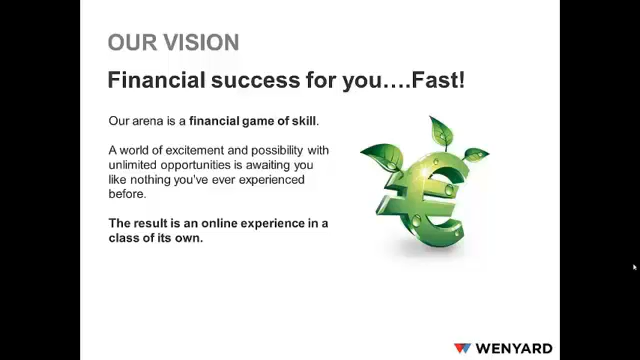 OUR VISION
Financial success for you....Fast!
Our arena is a financial game of skill.
A world of excitement and possibility with
unlimited opportunities is awaiting you
like nothing you've ever experienced
before.
The result is an online experience in a
class of its own.
WENYARD